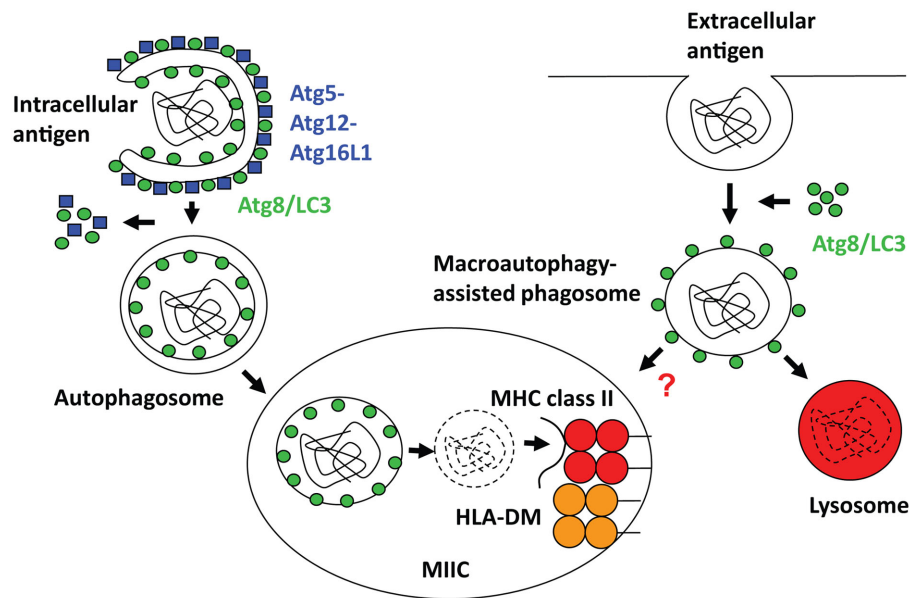 Extracellular
antigen
Intracellular
antigen
Atg5-
Atg12-
Atg16L1
Atg8/LC3
Atg8/LC3
Macroautophagy-
assisted phagosome
Autophagosome
?
MHC class II
HLA-DM
MIIC
Lysosome